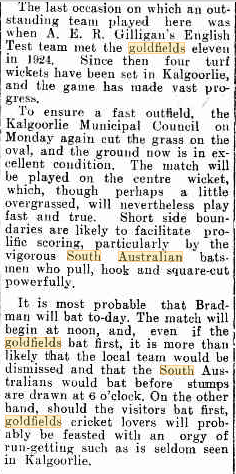 The last occasion on which an out-
standing team played here was
when A. E. R. Gilligan's English
Test team met the goldfields eleven
in 1924. Since then four turf
wickets have been set in Kalgoorlie,
and the game has made vast pro-
gress.
To ensure a fast outfield, the
Kalgoorlie Municipal Council on
Monday again cut the grass on the
oval, and the ground now is in ex-
cellent condition. The match will
be played on the centre wicket,
which, though perhaps a little
overgrassed, will nevertheless play
fast and true. Short side boun-
daries are likely to facilitate pro-
lific scoring, particularly by the
vigorous South Australian bats-
men who pull, hook and square-cut
powerfully.
It is most probable that Brad-
man will bat to-day. The match will
begin at noon, and, even if the
goldfields bat first, it is more than
likely that the local team would be
dismissed and that the South Aus-
tralians would bat before stumps
are drawn at 6 o'clock. On the other
hand, should the visitors bat first,
goldfields cricket lovers will prob-
ably be feasted with an orgy of
run-getting such as is seldom seen
in Kalgoorlie.